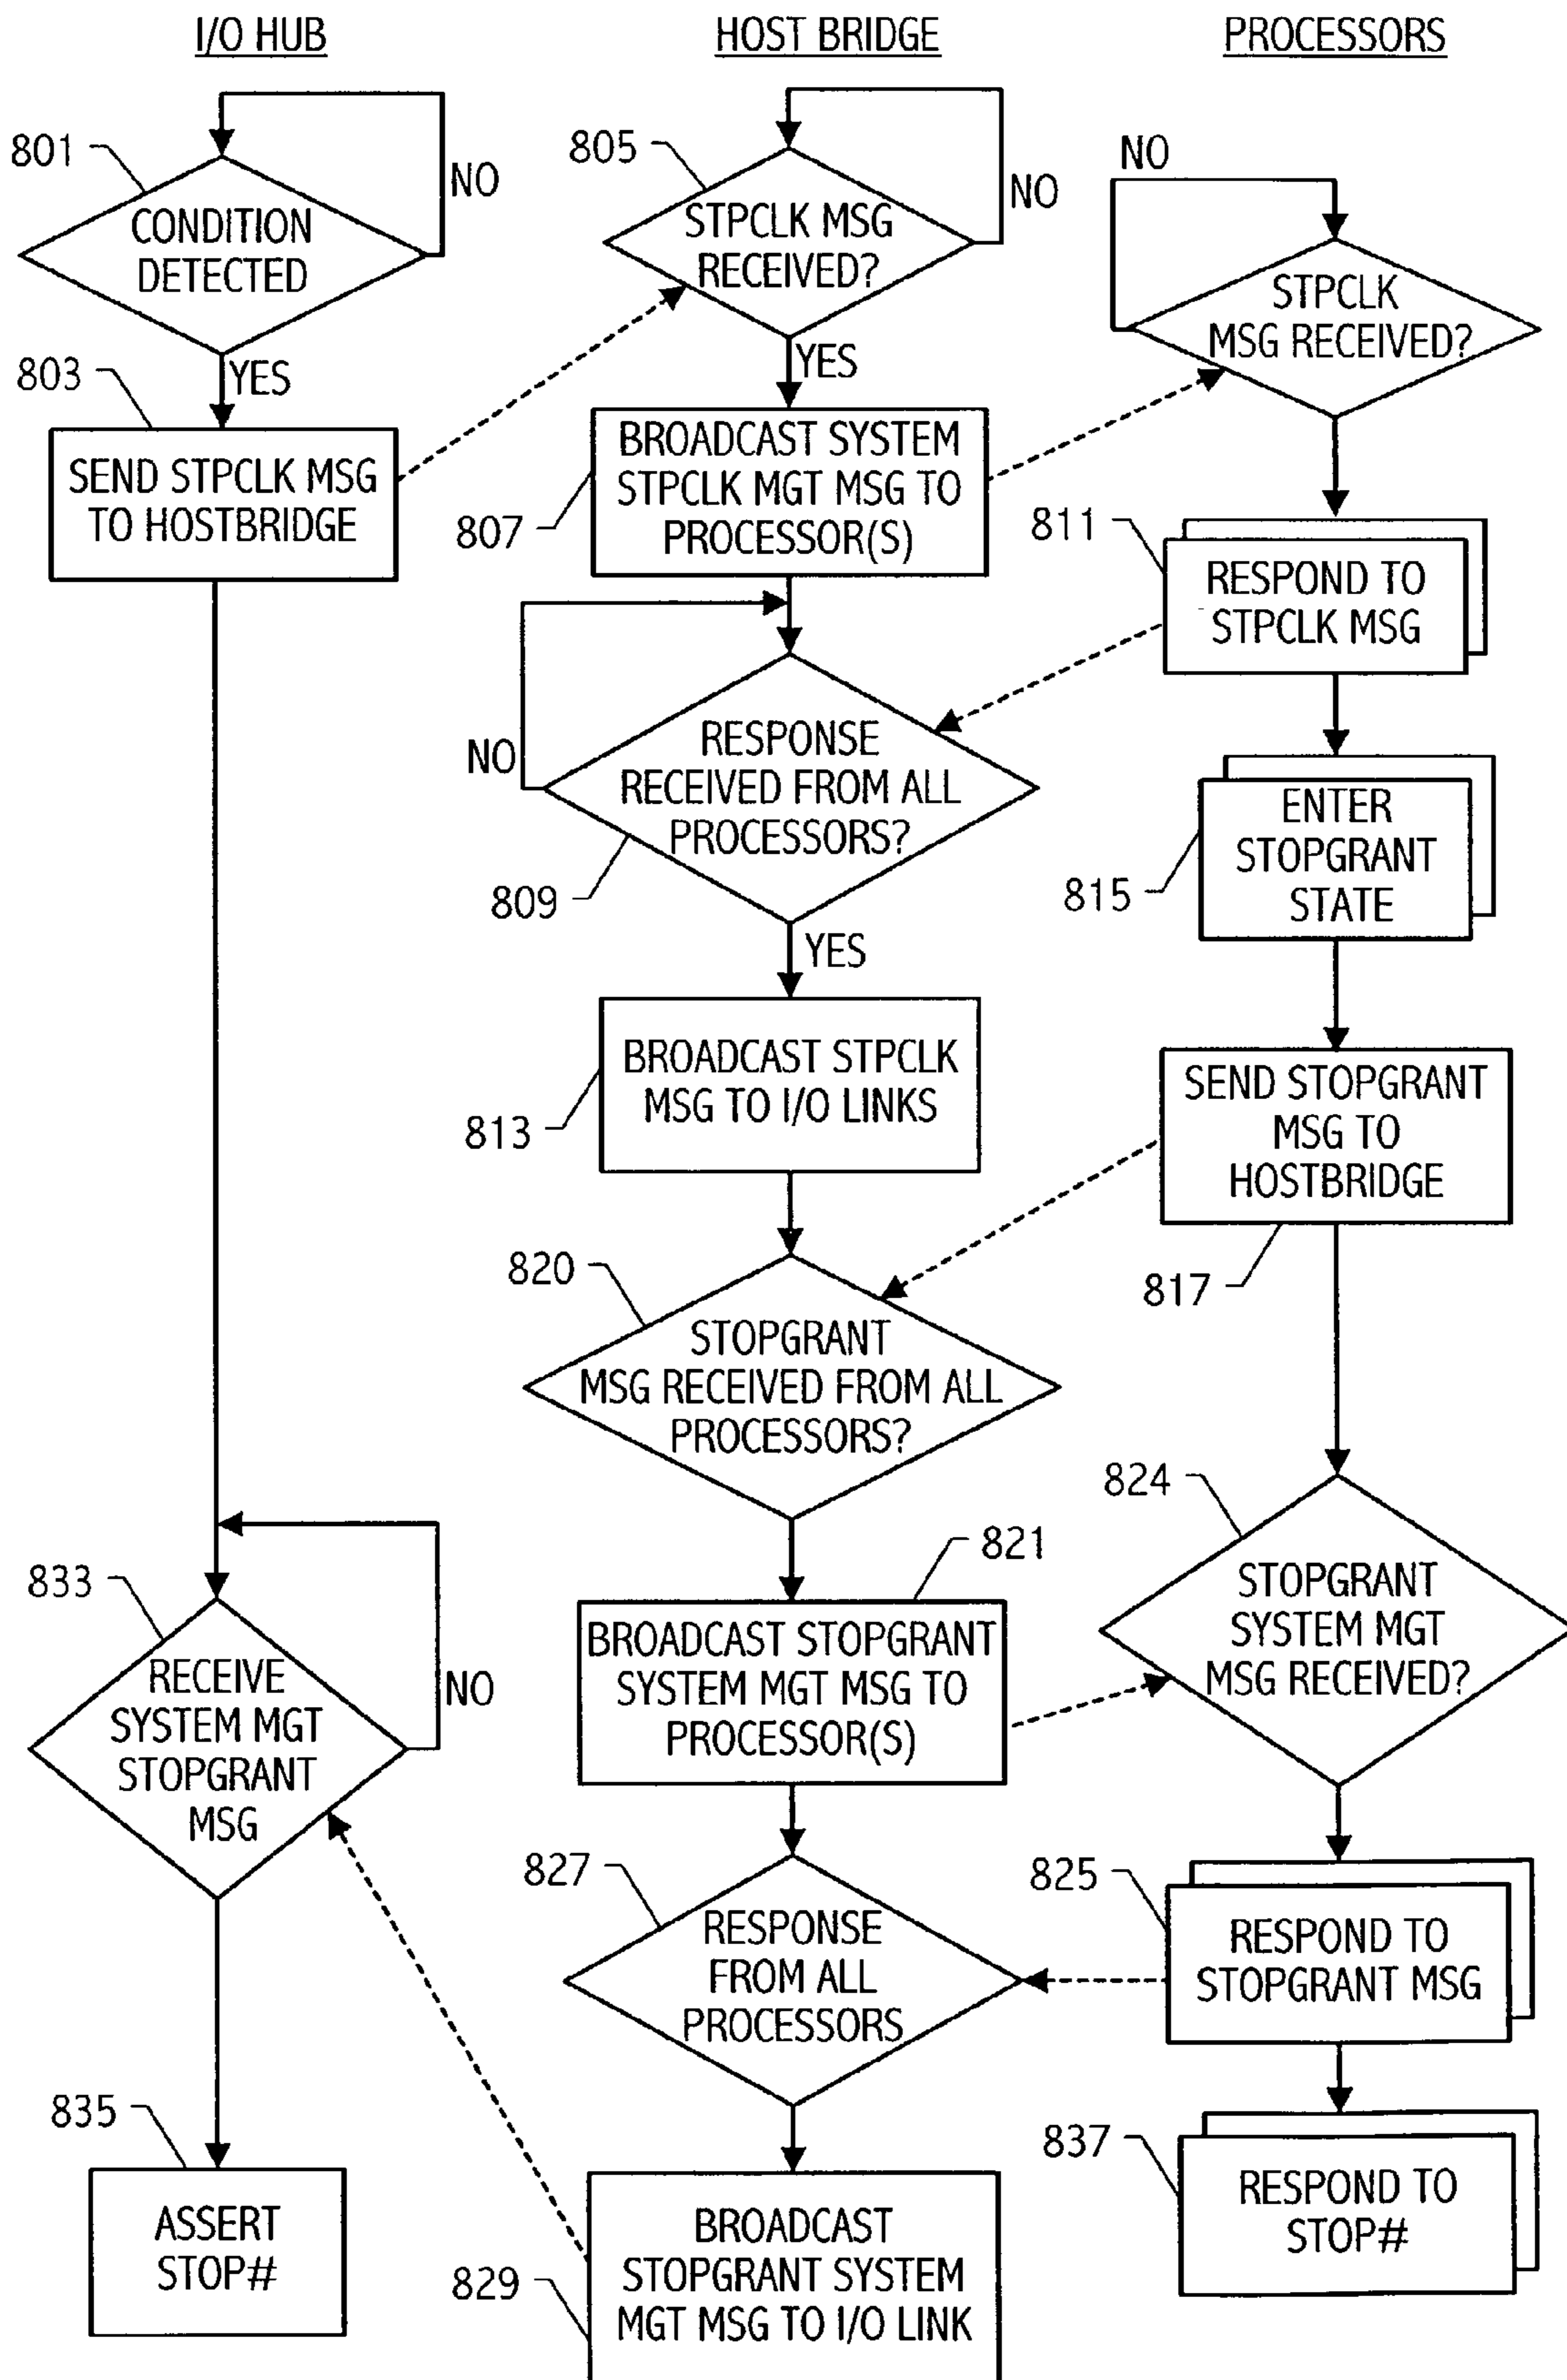 I/O HUB
HOST BRIDGE
PROCESSORS
801
CONDITION
DETECTED
NO
YES
803
SEND STPCLK MSG
TO HOSTBRIDGE
833
RECEIVE
SYSTEM MGT
STOPGRANT
MSG
NO
835
ASSERT
STOP#
805
STPCLK MSG
RECEIVED?
NO
YES
807
BROADCAST SYSTEM
STPCLK MGT MSG TO
PROCESSOR(S)
RESPONSE
RECEIVED FROM ALL
PROCESSORS?
NO
809
YES
BROADCAST STPCLK
MSG TO I/O LINKS
813
820
STOPGRANT
MSG RECEIVED FROM ALL
PROCESSORS?
821
BROADCAST STOPGRANT
SYSTEM MGT MSG TO
PROCESSOR(S)
827
RESPONSE
FROM ALL
PROCESSORS
BROADCAST
STOPGRANT SYSTEM
MGT MSG TO I/O LINK
829
NO
STPCLK
MSG RECEIVED?
811
RESPOND TO
STPCLK MSG
ENTER
STOPGRANT
STATE
815
SEND STOPGRANT
MSG TO
HOSTBRIDGE
817
824
STOPGRANT
SYSTEM MGT
MSG RECEIVED?
825
RESPOND TO
STOPGRANT MSG
837
RESPOND TO
STOP#